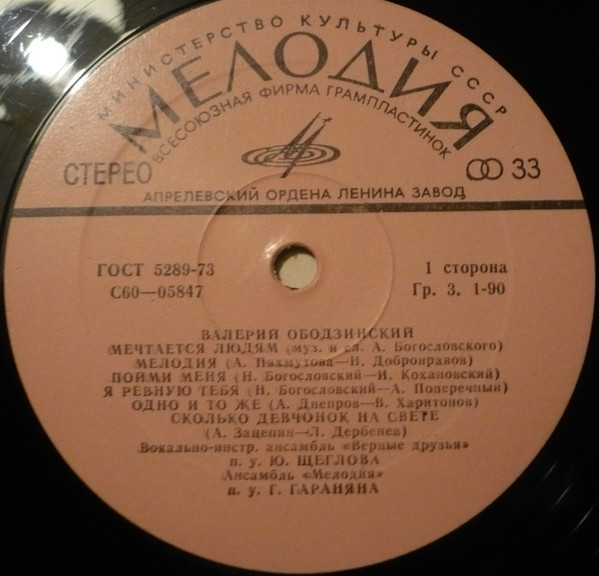 МИНИСТЕРСТВО КУЛЬТУРЫ СССР
МЕЛОДИЯ
ВСЕСОЮЗНАЯ ФИРМА ГРАМПЛАСТИНОК
СТЕРЕО
33
АПРЕЛЕВСКИЙ ОРДЕНА ЛЕНИНА ЗАВОД
ГОСТ 5289-73
1 сторона
С60—05847
Гр. 3. 1-90
ВАЛЕРИЙ ОБОДЗИНСКИЙ
МЕЧТАЕТСЯ ЛЮДЯМ (муз. и сл. А. Богословского)
МЕЛОДИЯ (А. Пахмутова—Н. Добронравов)
ПОЙМИ МЕНЯ (Н. Богословский—И. Кохановский)
Я РЕВНУЮ ТЕБЯ (Н. Богословский—А. Поперечный)
ОДНО И ТО ЖЕ (А. Днепров—В. Харитонов)
СКОЛЬКО ДЕВЧОНОК НА СВЕТЕ
(А. Зацепин—Л. Дербенев)
Вокально-инстр. ансамбль «Верные друзья»
п. у. Ю. ЩЕГЛОВА
Ансамбль «Мелодия»
п. у. Г. ГАРАНЯНА